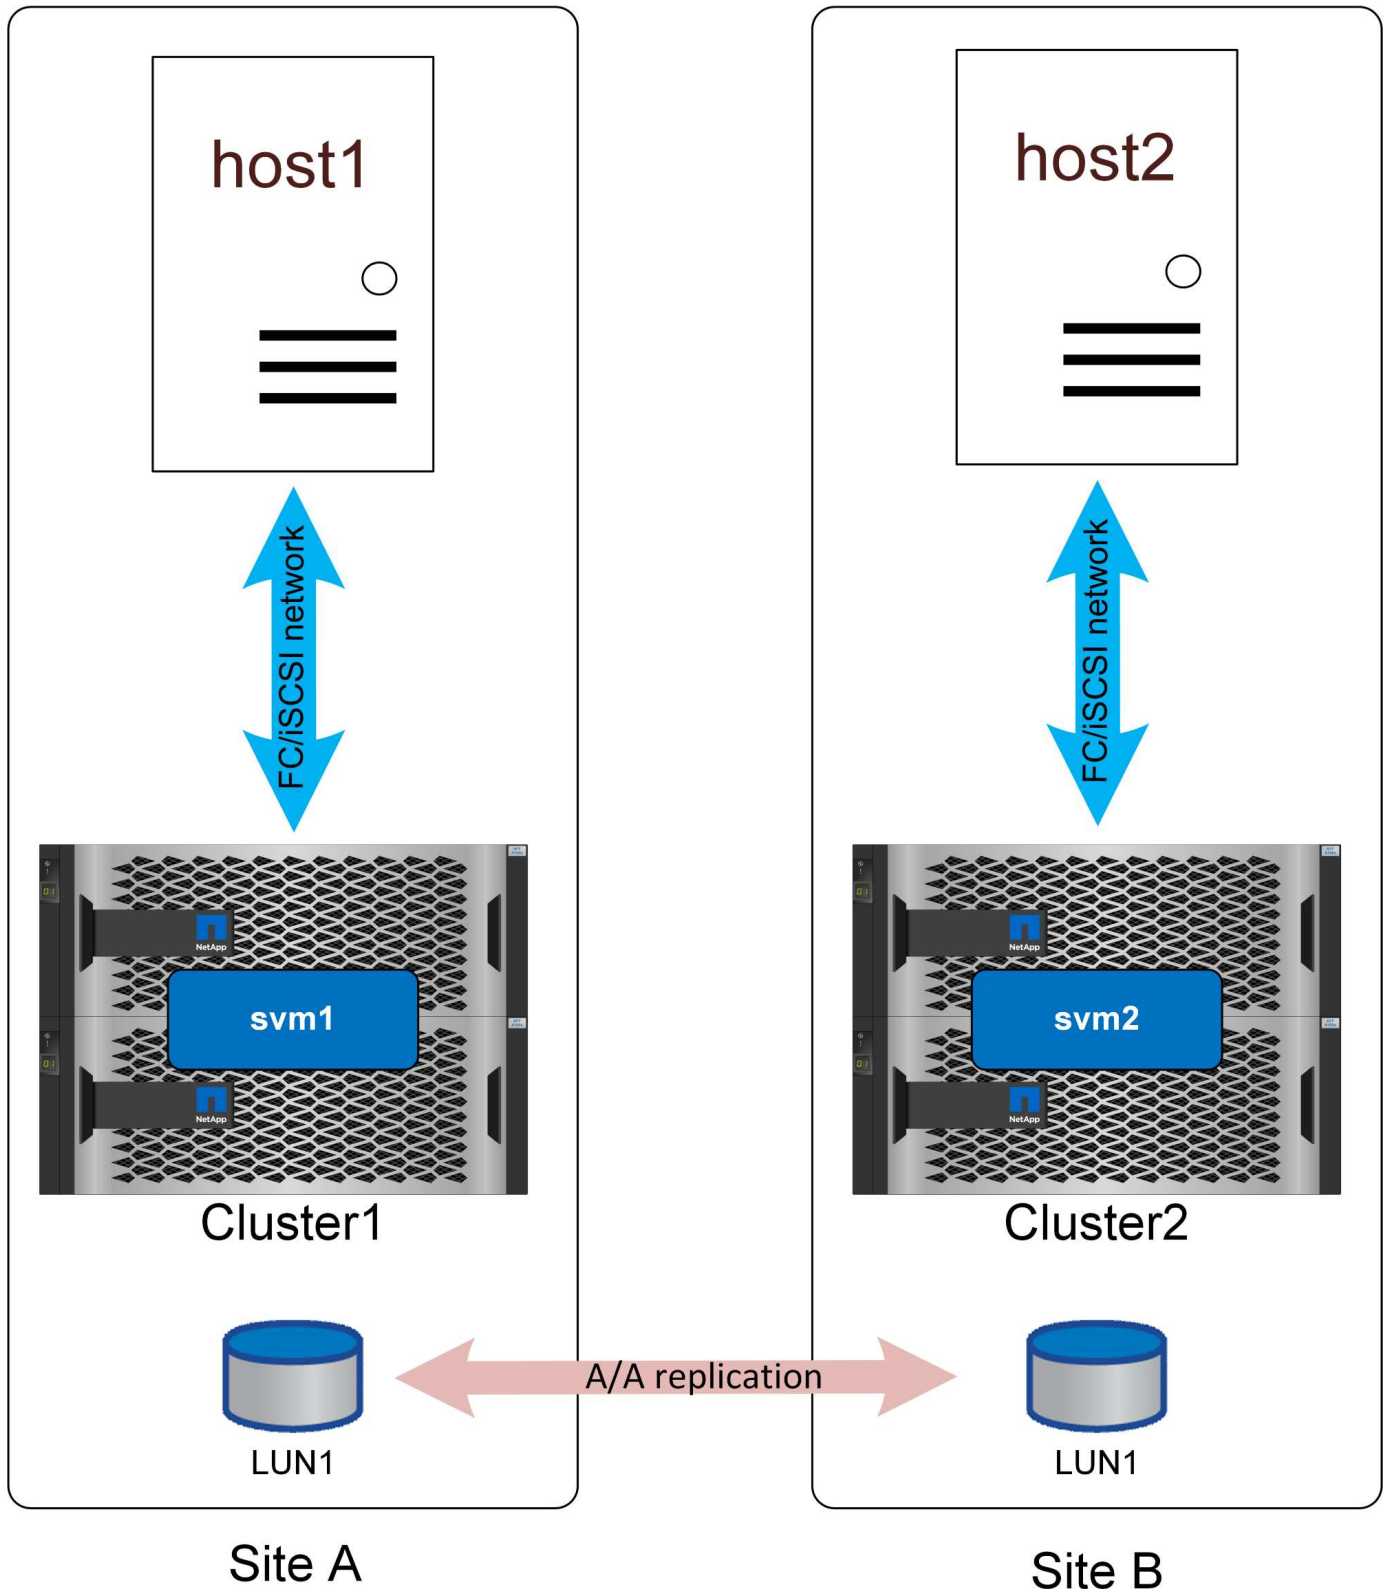 host1
host2
FC/iSCSI network
FC/iSCSI network
NetApp
NetApp
svm1
svm2
NetApp
NetApp
Cluster1
Cluster2
A/A replication
LUN1
LUN1
Site A
Site B